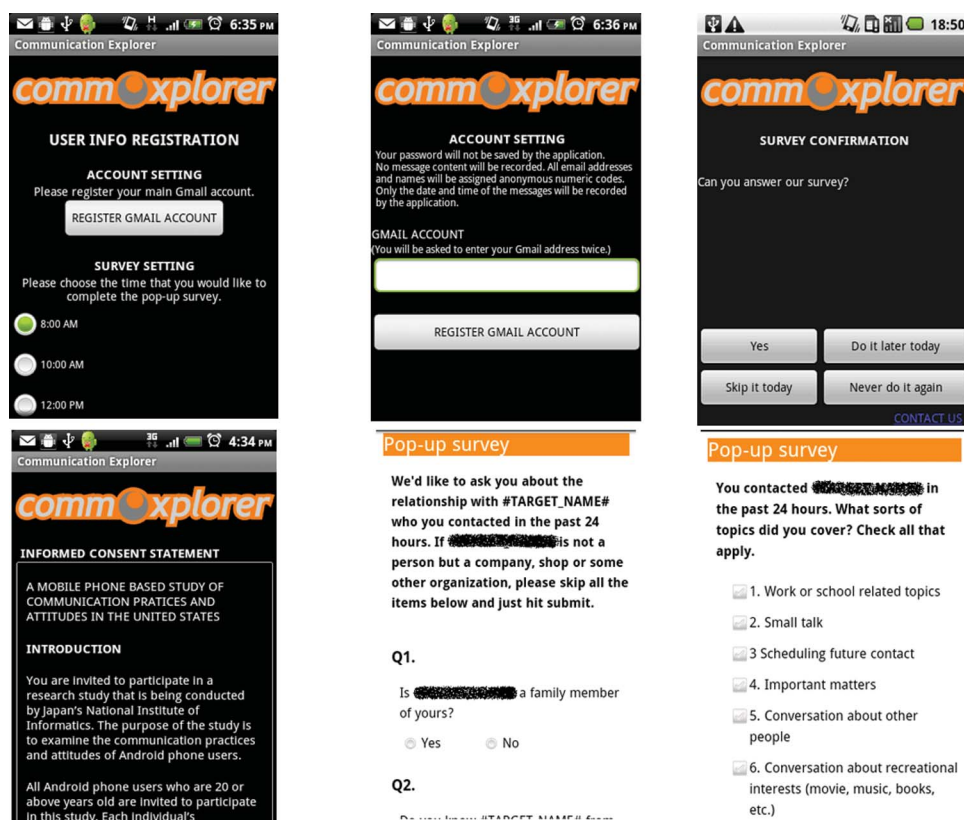 6:35 PM
Communication Explorer
comm xplorer
USER INFO REGISTRATION
ACCOUNT SETTING
Please register your main Gmail account.
REGISTER GMAIL ACCOUNT
SURVEY SETTING
Please choose the time that you would like to
complete the pop-up survey.
8:00 AM
10:00 AM
12:00 PM
3G 6:36 PM
Communication Explorer
comm xplorer
ACCOUNT SETTING
Your password will not be saved by the application.
No message content will be recorded. All email addresses
and names will be assigned anonymous numeric codes.
Only the date and time of the messages will be recorded
by the application.
GMAIL ACCOUNT
(You will be asked to enter your Gmail address twice.)
REGISTER GMAIL ACCOUNT
18:50
Communication Explorer
comm xplorer
SURVEY CONFIRMATION
Can you answer our survey?
Yes
Do it later today
Skip it today
Never do it again
CONTACT US
3G 4:34 PM
Communication Explorer
comm xplorer
INFORMED CONSENT STATEMENT
A MOBILE PHONE BASED STUDY OF
COMMUNICATION PRATICES AND
ATTITUDES IN THE UNITED STATES
INTRODUCTION
You are invited to participate in a
research study that is being conducted
by Japan's National Institute of
Informatics. The purpose of the study is
to examine the communication practices
and attitudes of Android phone users.
All Android phone users who are 20 or
above years old are invited to participate
in this study. Each individual's
Pop-up survey
We'd like to ask you about the
relationship with #TARGET_NAME#
who you contacted in the past 24
hours. If is not a
person but a company, shop or some
other organization, please skip all the
items below and just hit submit.
Q1.
Is a family member
of yours?
Yes No
Q2.
Do you know #TARGET_NAME# from
Pop-up survey
You contacted in
the past 24 hours. What sorts of
topics did you cover? Check all that
apply.
1. Work or school related topics
2. Small talk
3 Scheduling future contact
4. Important matters
5. Conversation about other
people
6. Conversation about recreational
interests (movie, music, books,
etc.)